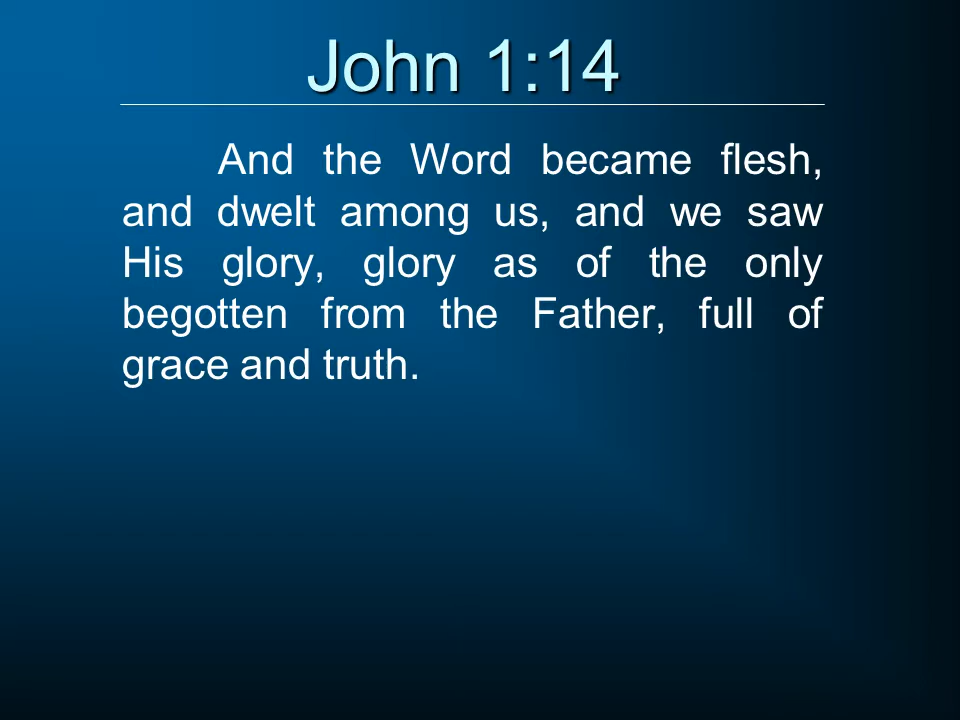 John 1:14
And the Word became flesh,
and dwelt among us, and we saw
His glory, glory as of the only
begotten from the Father, full of
grace and truth.